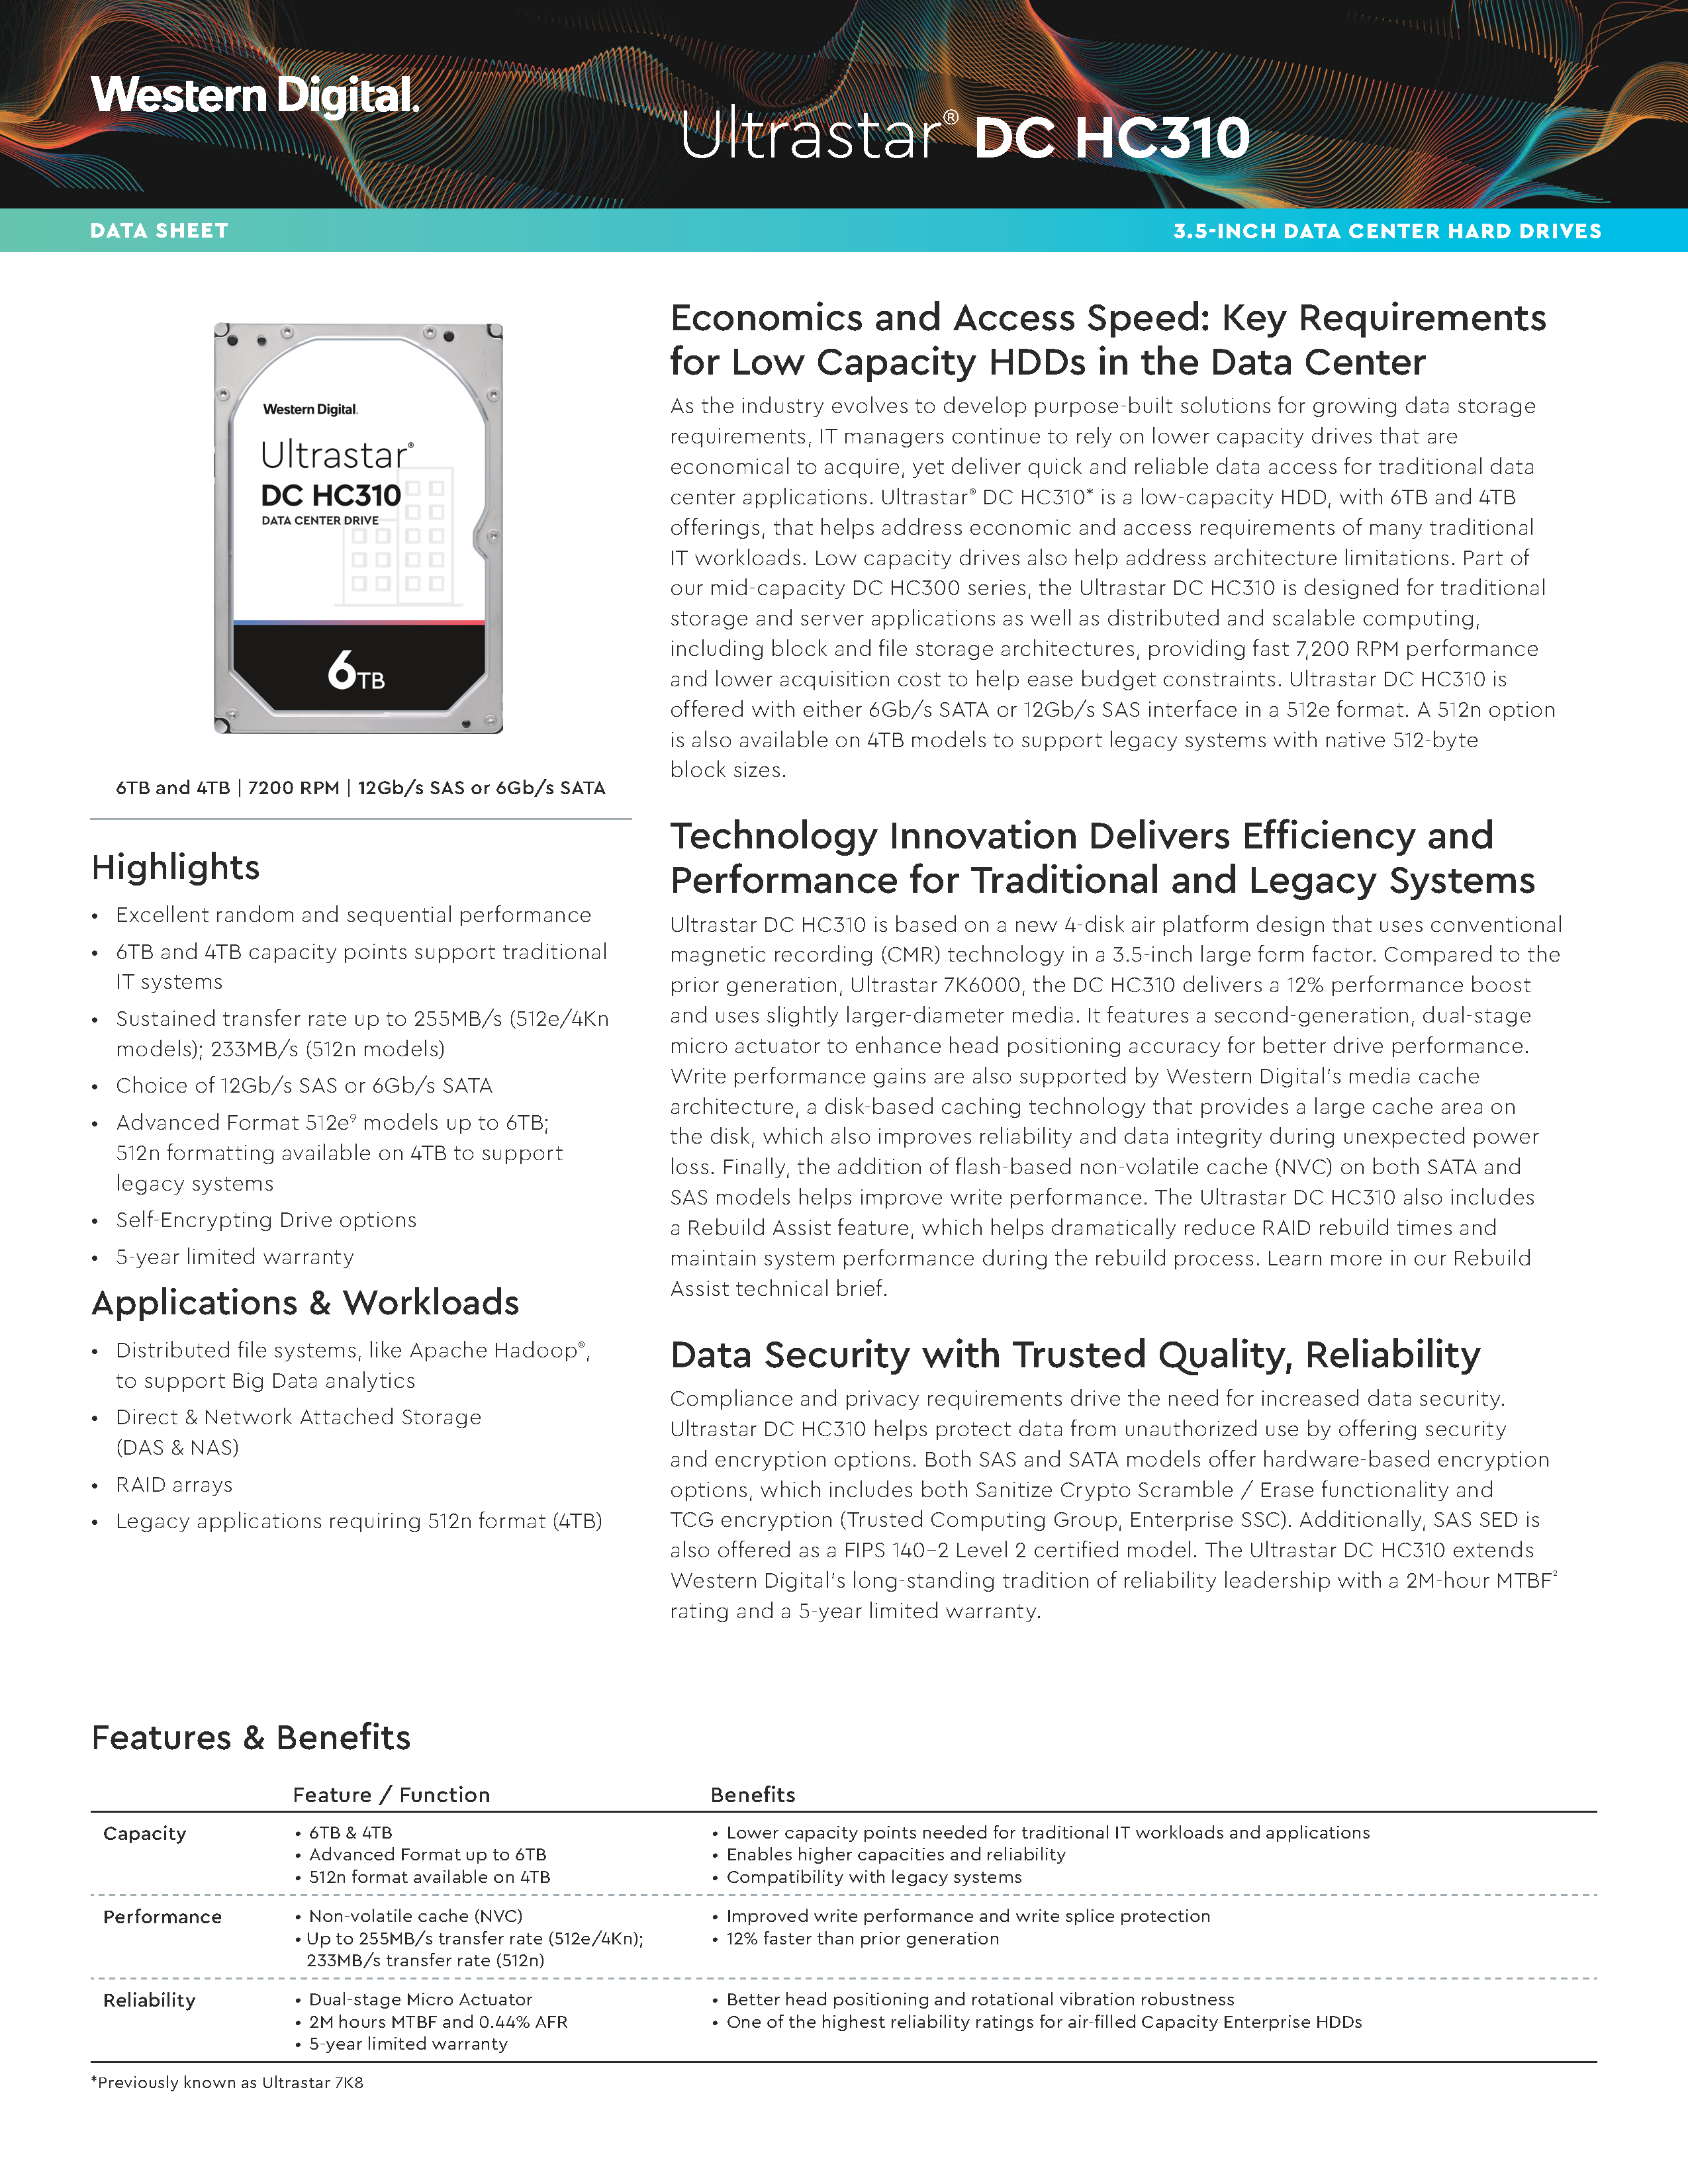 Western Digital.
Ultrastar® DC HC310
DATA SHEET
3.5-INCH DATA CENTER HARD DRIVES
Western Digital.
Ultrastar®
DC HC310
DATA CENTER DRIVE
6TB
6TB and 4TB | 7200 RPM | 12Gb/s SAS or 6Gb/s SATA
Highlights
• Excellent random and sequential performance
• 6TB and 4TB capacity points support traditional
IT systems
• Sustained transfer rate up to 255MB/s (512e/4Kn
models); 233MB/s (512n models)
• Choice of 12Gb/s SAS or 6Gb/s SATA
• Advanced Format 512e⁹ models up to 6TB;
512n formatting available on 4TB to support
legacy systems
• Self-Encrypting Drive options
• 5-year limited warranty
Applications & Workloads
• Distributed file systems, like Apache Hadoop®,
to support Big Data analytics
• Direct & Network Attached Storage
(DAS & NAS)
• RAID arrays
• Legacy applications requiring 512n format (4TB)
Economics and Access Speed: Key Requirements
for Low Capacity HDDs in the Data Center
As the industry evolves to develop purpose-built solutions for growing data storage
requirements, IT managers continue to rely on lower capacity drives that are
economical to acquire, yet deliver quick and reliable data access for traditional data
center applications. Ultrastar® DC HC310* is a low-capacity HDD, with 6TB and 4TB
offerings, that helps address economic and access requirements of many traditional
IT workloads. Low capacity drives also help address architecture limitations. Part of
our mid-capacity DC HC300 series, the Ultrastar DC HC310 is designed for traditional
storage and server applications as well as distributed and scalable computing,
including block and file storage architectures, providing fast 7,200 RPM performance
and lower acquisition cost to help ease budget constraints. Ultrastar DC HC310 is
offered with either 6Gb/s SATA or 12Gb/s SAS interface in a 512e format. A 512n option
is also available on 4TB models to support legacy systems with native 512-byte
block sizes.
Technology Innovation Delivers Efficiency and
Performance for Traditional and Legacy Systems
Ultrastar DC HC310 is based on a new 4-disk air platform design that uses conventional
magnetic recording (CMR) technology in a 3.5-inch large form factor. Compared to the
prior generation, Ultrastar 7K6000, the DC HC310 delivers a 12% performance boost
and uses slightly larger-diameter media. It features a second-generation, dual-stage
micro actuator to enhance head positioning accuracy for better drive performance.
Write performance gains are also supported by Western Digital's media cache
architecture, a disk-based caching technology that provides a large cache area on
the disk, which also improves reliability and data integrity during unexpected power
loss. Finally, the addition of flash-based non-volatile cache (NVC) on both SATA and
SAS models helps improve write performance. The Ultrastar DC HC310 also includes
a Rebuild Assist feature, which helps dramatically reduce RAID rebuild times and
maintain system performance during the rebuild process. Learn more in our Rebuild
Assist technical brief.
Data Security with Trusted Quality, Reliability
Compliance and privacy requirements drive the need for increased data security.
Ultrastar DC HC310 helps protect data from unauthorized use by offering security
and encryption options. Both SAS and SATA models offer hardware-based encryption
options, which includes both Sanitize Crypto Scramble / Erase functionality and
TCG encryption (Trusted Computing Group, Enterprise SSC). Additionally, SAS SED is
also offered as a FIPS 140-2 Level 2 certified model. The Ultrastar DC HC310 extends
Western Digital's long-standing tradition of reliability leadership with a 2M-hour MTBF²
rating and a 5-year limited warranty.
Features & Benefits
Feature / Function Benefits
Capacity • 6TB & 4TB • Lower capacity points needed for traditional IT workloads and applications
• Advanced Format up to 6TB • Enables higher capacities and reliability
• 512n format available on 4TB • Compatibility with legacy systems
Performance • Non-volatile cache (NVC) • Improved write performance and write splice protection
• Up to 255MB/s transfer rate (512e/4Kn); • 12% faster than prior generation
233MB/s transfer rate (512n)
Reliability • Dual-stage Micro Actuator • Better head positioning and rotational vibration robustness
• 2M hours MTBF and 0.44% AFR • One of the highest reliability ratings for air-filled Capacity Enterprise HDDs
• 5-year limited warranty
*Previously known as Ultrastar 7K8